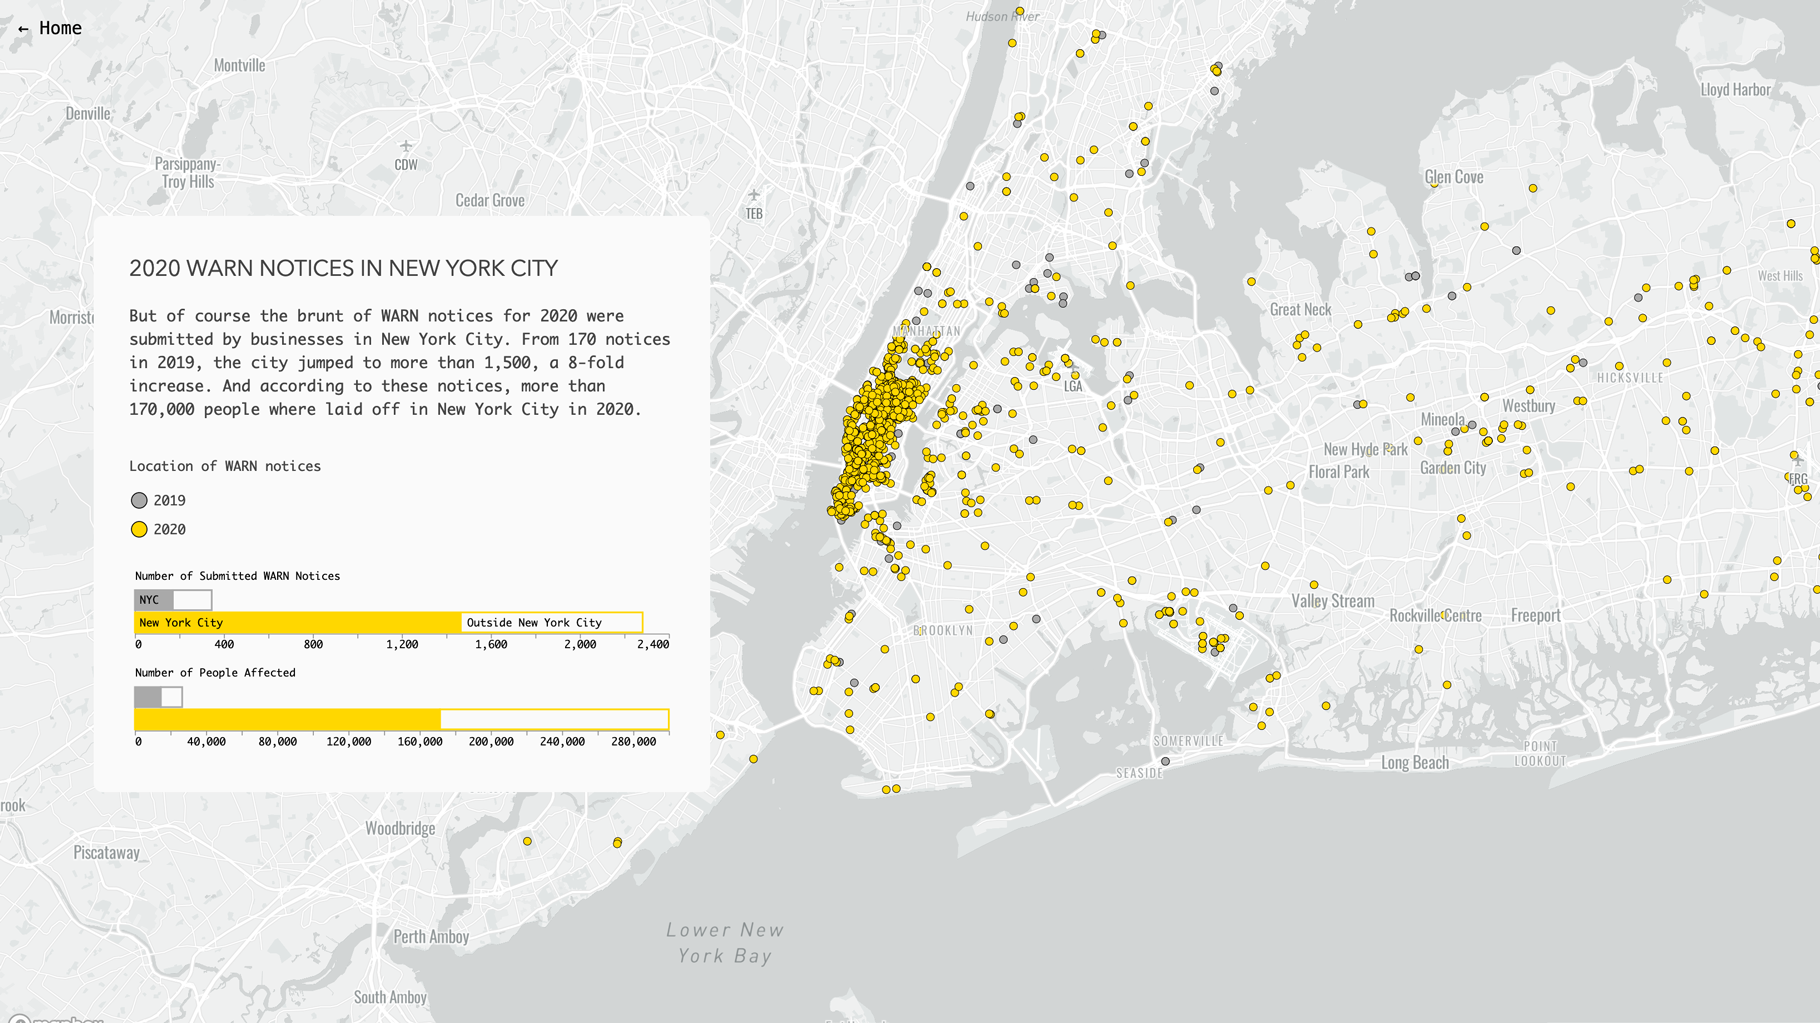 ← Home
Hudson River
Montville
Lloyd Harbor
Denville
Parsippany-
Troy Hills
CDW
Cedar Grove
TEB
Glen Cove
West Hills
Great Neck
MANHATTAN
LGA
HICKSVILLE
Westbury
Mineola
New Hyde Park
Garden City
Floral Park
FRG
Morrist
2020 WARN NOTICES IN NEW YORK CITY
But of course the brunt of WARN notices for 2020 were
submitted by businesses in New York City. From 170 notices
in 2019, the city jumped to more than 1,500, a 8-fold
increase. And according to these notices, more than
170,000 people where laid off in New York City in 2020.
Location of WARN notices
2019
2020
Number of Submitted WARN Notices
NYC
New York City Outside New York City
0 400 800 1,200 1,600 2,000 2,400
Number of People Affected
0 40,000 80,000 120,000 160,000 200,000 240,000 280,000
BROOKLYN
Valley Stream
Rockville Centre
Freeport
SOMERVILLE
SEASIDE
Long Beach
POINT
LOOKOUT
rook
Woodbridge
Piscataway
Perth Amboy
Lower New
York Bay
South Amboy
mapbox